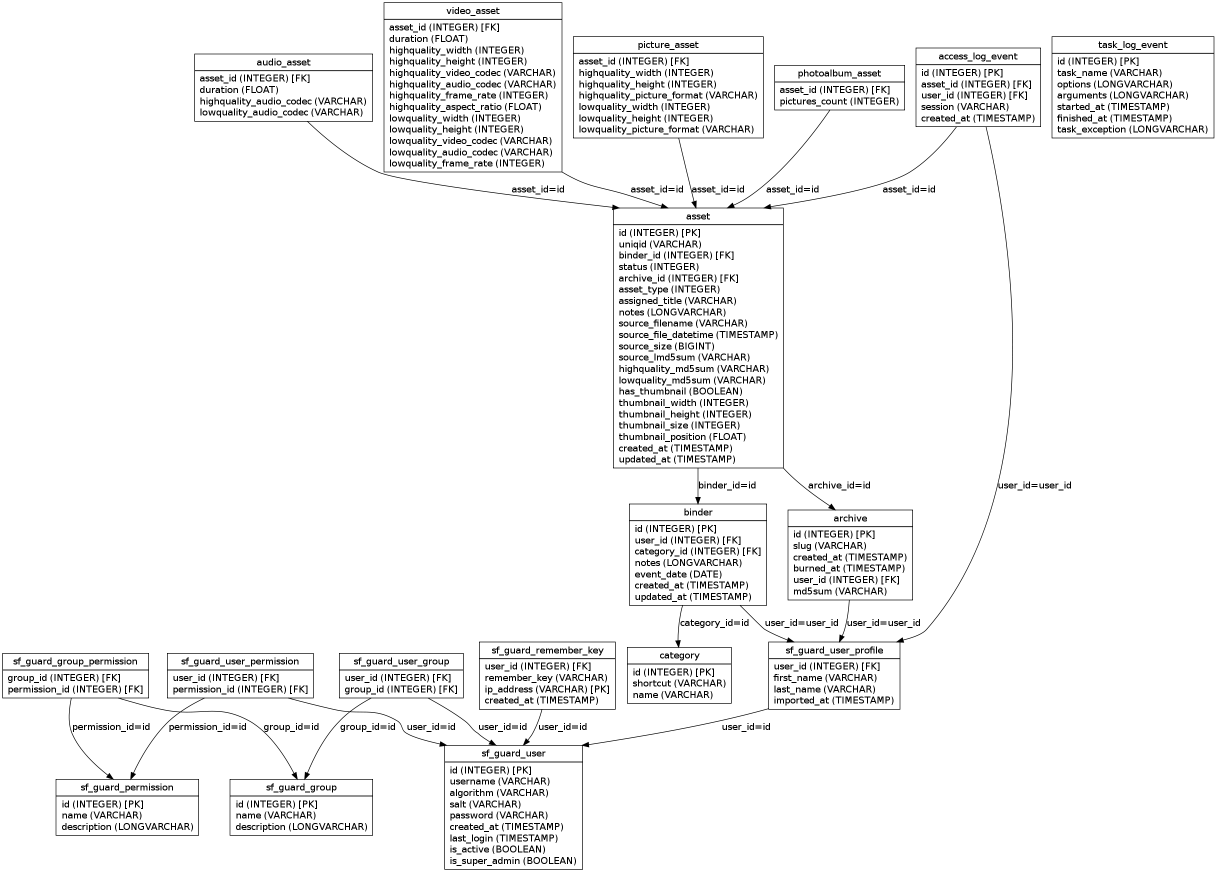 video_asset
asset_id (INTEGER) [FK]
duration (FLOAT)
highquality_width (INTEGER)
highquality_height (INTEGER)
highquality_video_codec (VARCHAR)
highquality_audio_codec (VARCHAR)
highquality_frame_rate (INTEGER)
highquality_aspect_ratio (FLOAT)
lowquality_width (INTEGER)
lowquality_height (INTEGER)
lowquality_video_codec (VARCHAR)
lowquality_audio_codec (VARCHAR)
lowquality_frame_rate (INTEGER)
audio_asset
asset_id (INTEGER) [FK]
duration (FLOAT)
highquality_audio_codec (VARCHAR)
lowquality_audio_codec (VARCHAR)
picture_asset
asset_id (INTEGER) [FK]
highquality_width (INTEGER)
highquality_height (INTEGER)
highquality_picture_format (VARCHAR)
lowquality_width (INTEGER)
lowquality_height (INTEGER)
lowquality_picture_format (VARCHAR)
photoalbum_asset
asset_id (INTEGER) [FK]
pictures_count (INTEGER)
access_log_event
id (INTEGER) [PK]
asset_id (INTEGER) [FK]
user_id (INTEGER) [FK]
session (VARCHAR)
created_at (TIMESTAMP)
task_log_event
id (INTEGER) [PK]
task_name (VARCHAR)
options (LONGVARCHAR)
arguments (LONGVARCHAR)
started_at (TIMESTAMP)
finished_at (TIMESTAMP)
task_exception (LONGVARCHAR)
asset_id=id
asset_id=id
asset_id=id
asset_id=id
asset_id=id
asset
id (INTEGER) [PK]
uniqid (VARCHAR)
binder_id (INTEGER) [FK]
status (INTEGER)
archive_id (INTEGER) [FK]
asset_type (INTEGER)
assigned_title (VARCHAR)
notes (LONGVARCHAR)
source_filename (VARCHAR)
source_file_datetime (TIMESTAMP)
source_size (BIGINT)
source_lmd5sum (VARCHAR)
highquality_md5sum (VARCHAR)
lowquality_md5sum (VARCHAR)
has_thumbnail (BOOLEAN)
thumbnail_width (INTEGER)
thumbnail_height (INTEGER)
thumbnail_size (INTEGER)
thumbnail_position (FLOAT)
created_at (TIMESTAMP)
updated_at (TIMESTAMP)
binder_id=id
archive_id=id
user_id=user_id
binder
id (INTEGER) [PK]
user_id (INTEGER) [FK]
category_id (INTEGER) [FK]
notes (LONGVARCHAR)
event_date (DATE)
created_at (TIMESTAMP)
updated_at (TIMESTAMP)
archive
id (INTEGER) [PK]
slug (VARCHAR)
created_at (TIMESTAMP)
burned_at (TIMESTAMP)
user_id (INTEGER) [FK]
md5sum (VARCHAR)
category_id=id
user_id=user_id
user_id=user_id
sf_guard_group_permission
group_id (INTEGER) [FK]
permission_id (INTEGER) [FK]
sf_guard_user_permission
user_id (INTEGER) [FK]
permission_id (INTEGER) [FK]
sf_guard_user_group
user_id (INTEGER) [FK]
group_id (INTEGER) [FK]
sf_guard_remember_key
user_id (INTEGER) [FK]
remember_key (VARCHAR)
ip_address (VARCHAR) [PK]
created_at (TIMESTAMP)
category
id (INTEGER) [PK]
shortcut (VARCHAR)
name (VARCHAR)
sf_guard_user_profile
user_id (INTEGER) [FK]
first_name (VARCHAR)
last_name (VARCHAR)
imported_at (TIMESTAMP)
permission_id=id
permission_id=id
group_id=id
group_id=id
user_id=id
user_id=id
user_id=id
user_id=id
sf_guard_permission
id (INTEGER) [PK]
name (VARCHAR)
description (LONGVARCHAR)
sf_guard_group
id (INTEGER) [PK]
name (VARCHAR)
description (LONGVARCHAR)
sf_guard_user
id (INTEGER) [PK]
username (VARCHAR)
algorithm (VARCHAR)
salt (VARCHAR)
password (VARCHAR)
created_at (TIMESTAMP)
last_login (TIMESTAMP)
is_active (BOOLEAN)
is_super_admin (BOOLEAN)